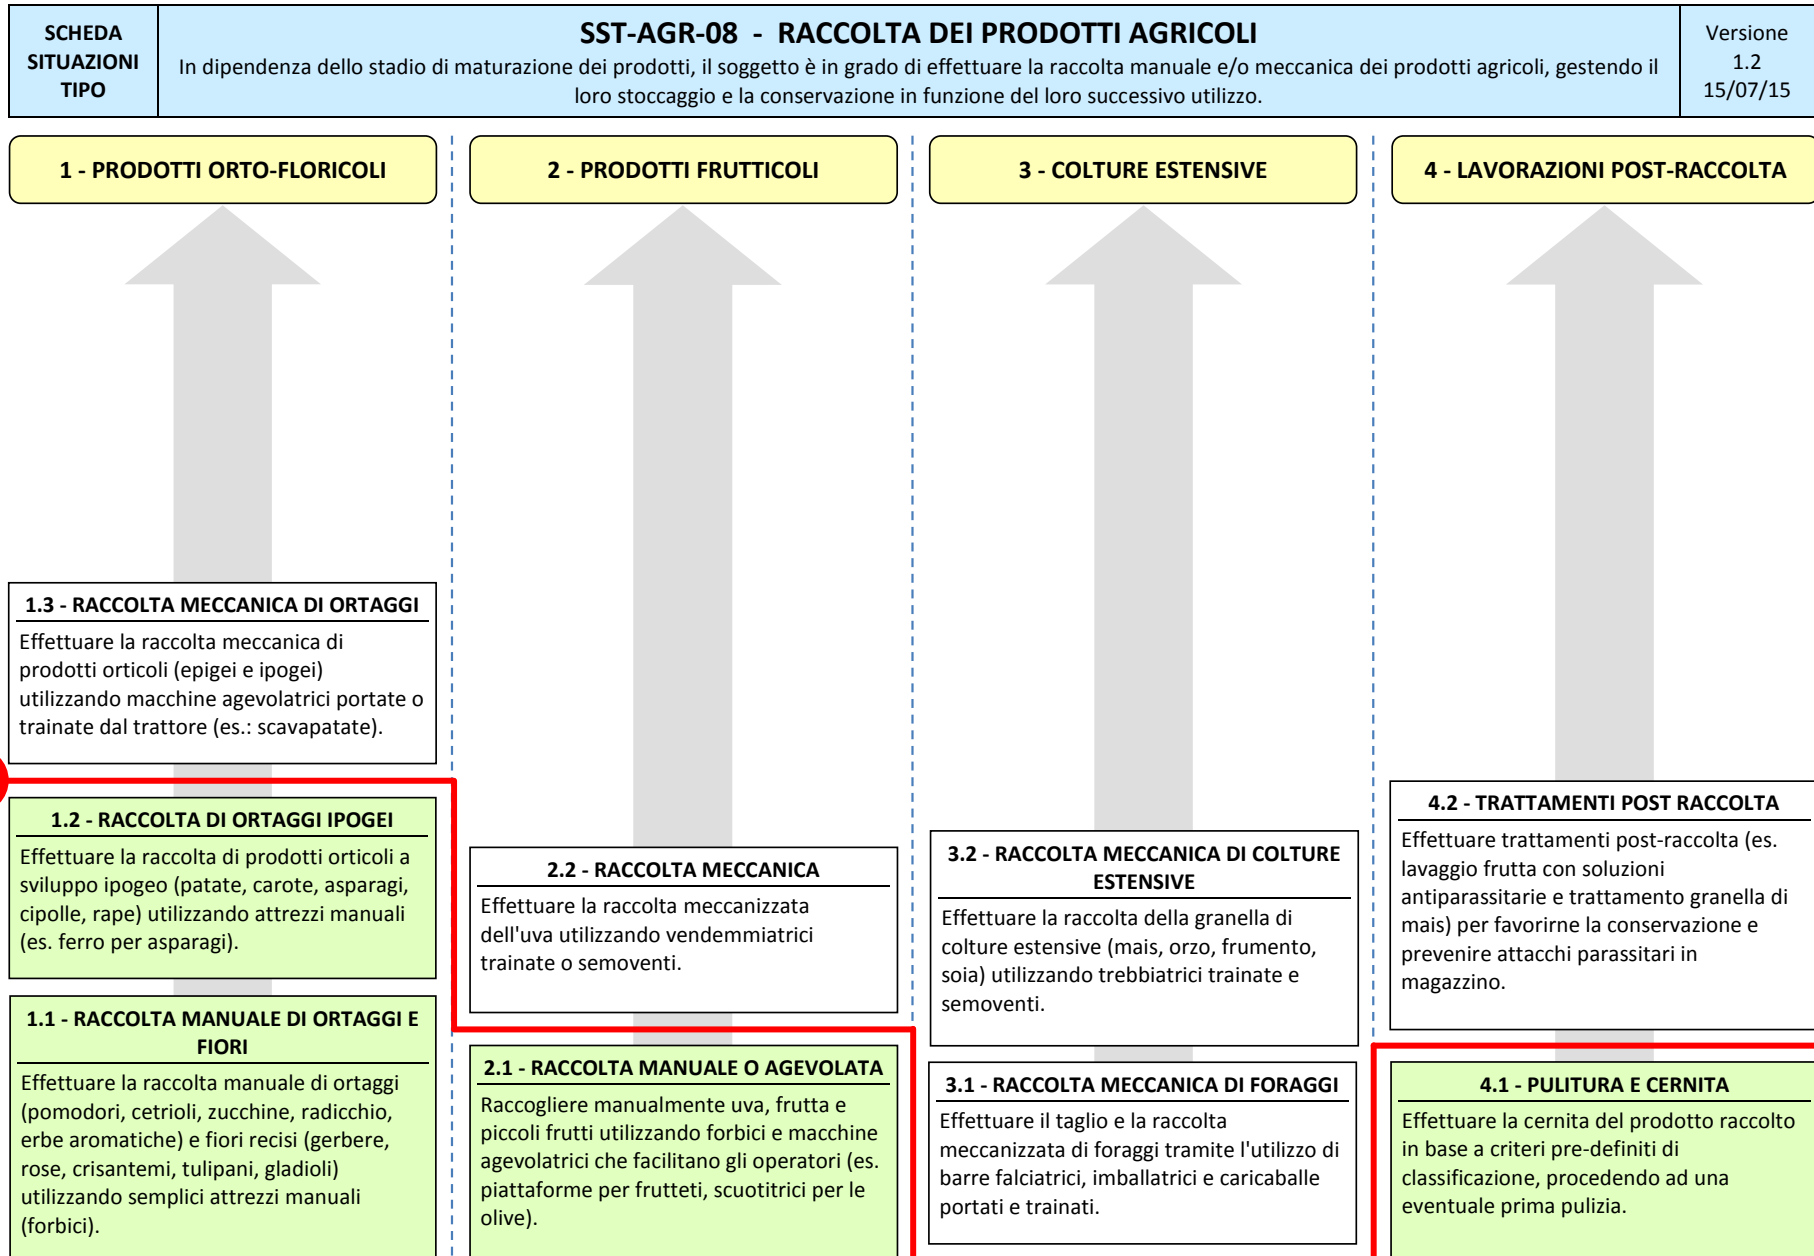 SCHEDA
SITUAZIONI
TIPO
SST-AGR-08 - RACCOLTA DEI PRODOTTI AGRICOLI
In dipendenza dello stadio di maturazione dei prodotti, il soggetto è in grado di effettuare la raccolta manuale e/o meccanica dei prodotti agricoli, gestendo il
loro stoccaggio e la conservazione in funzione del loro successivo utilizzo.
Versione
1.2
15/07/15
1 - PRODOTTI ORTO-FLORICOLI
2 - PRODOTTI FRUTTICOLI
3 - COLTURE ESTENSIVE
4 - LAVORAZIONI POST-RACCOLTA
1.3 - RACCOLTA MECCANICA DI ORTAGGI
Effettuare la raccolta meccanica di
prodotti orticoli (epigei e ipogei)
utilizzando macchine agevolatrici portate o
trainate dal trattore (es.: scavapatate).
1.2 - RACCOLTA DI ORTAGGI IPOGEI
Effettuare la raccolta di prodotti orticoli a
sviluppo ipogeo (patate, carote, asparagi,
cipolle, rape) utilizzando attrezzi manuali
(es. ferro per asparagi).
1.1 - RACCOLTA MANUALE DI ORTAGGI E
FIORI
Effettuare la raccolta manuale di ortaggi
(pomodori, cetrioli, zucchine, radicchio,
erbe aromatiche) e fiori recisi (gerbere,
rose, crisantemi, tulipani, gladioli)
utilizzando semplici attrezzi manuali
(forbici).
2.2 - RACCOLTA MECCANICA
Effettuare la raccolta meccanizzata
dell'uva utilizzando vendemmiatrici
trainate o semoventi.
2.1 - RACCOLTA MANUALE O AGEVOLATA
Raccogliere manualmente uva, frutta e
piccoli frutti utilizzando forbici e macchine
agevolatrici che facilitano gli operatori (es.
piattaforme per frutteti, scuotitrici per le
olive).
3.2 - RACCOLTA MECCANICA DI COLTURE
ESTENSIVE
Effettuare la raccolta della granella di
colture estensive (mais, orzo, frumento,
soia) utilizzando trebbiatrici trainate e
semoventi.
3.1 - RACCOLTA MECCANICA DI FORAGGI
Effettuare il taglio e la raccolta
meccanizzata di foraggi tramite l'utilizzo di
barre falciatrici, imballatrici e caricaballe
portati e trainati.
4.2 - TRATTAMENTI POST RACCOLTA
Effettuare trattamenti post-raccolta (es.
lavaggio frutta con soluzioni
antiparassitarie e trattamento granella di
mais) per favorirne la conservazione e
prevenire attacchi parassitari in
magazzino.
4.1 - PULITURA E CERNITA
Effettuare la cernita del prodotto raccolto
in base a criteri pre-definiti di
classificazione, procedendo ad una
eventuale prima pulizia.